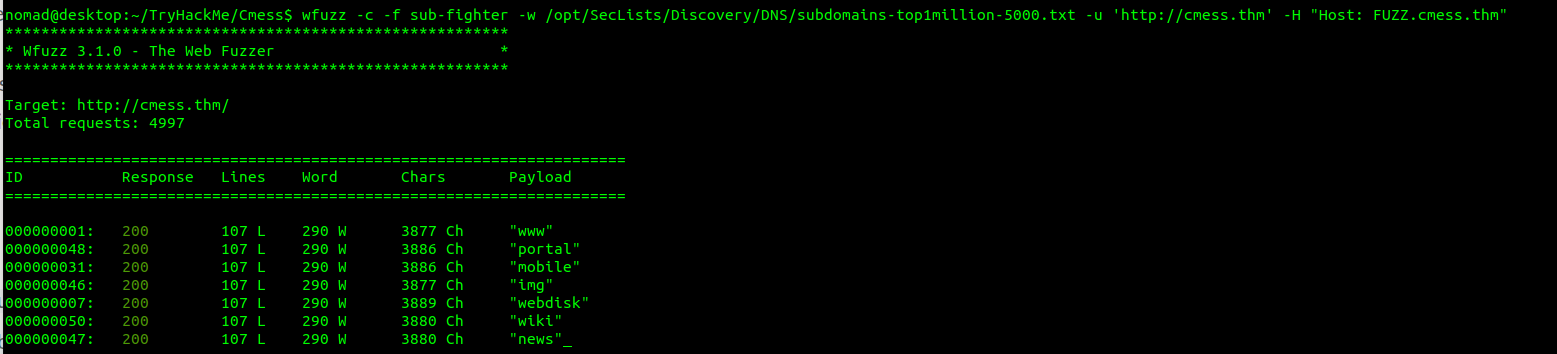 nomad@desktop:~/TryHackMe/Cmess$ wfuzz -c -f sub-fighter -w /opt/SecLists/Discovery/DNS/subdomains-top1million-5000.txt -u 'http://cmess.thm' -H "Host: FUZZ.cmess.thm"
********************************************************
* Wfuzz 3.1.0 - The Web Fuzzer                         *
********************************************************
Target: http://cmess.thm/
Total requests: 4997
=====================================================================
ID           Response   Lines    Word       Chars       Payload
=====================================================================
000000001:   200        107 L    290 W      3877 Ch     "www"
000000048:   200        107 L    290 W      3886 Ch     "portal"
000000031:   200        107 L    290 W      3886 Ch     "mobile"
000000046:   200        107 L    290 W      3877 Ch     "img"
000000007:   200        107 L    290 W      3889 Ch     "webdisk"
000000050:   200        107 L    290 W      3880 Ch     "wiki"
000000047:   200        107 L    290 W      3880 Ch     "news"_